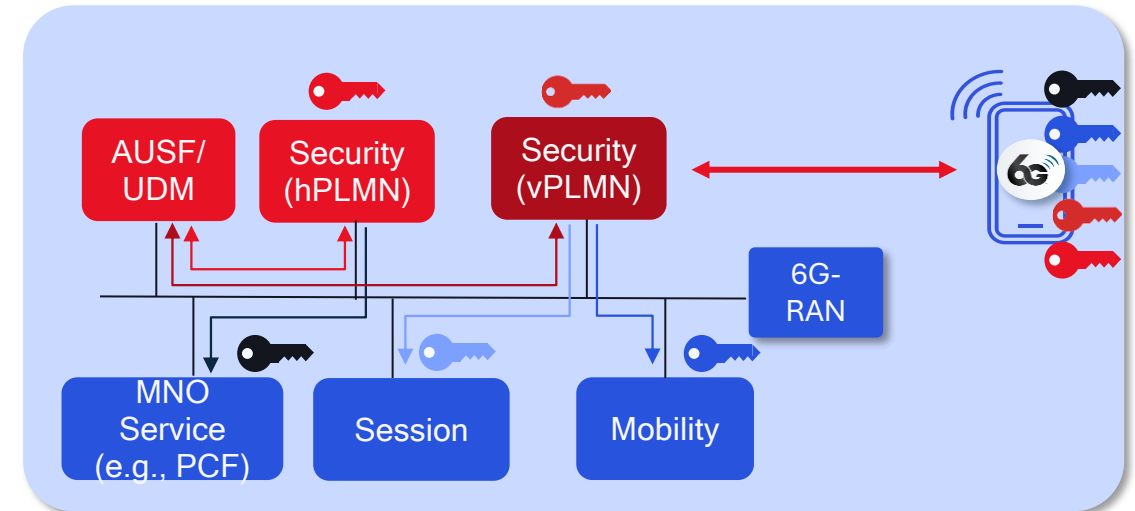 AUSF/
UDM
Security
(hPLMN)
Security
(vPLMN)
6G
6G-
RAN
MNO
Service
(e.g., PCF)
Session
Mobility